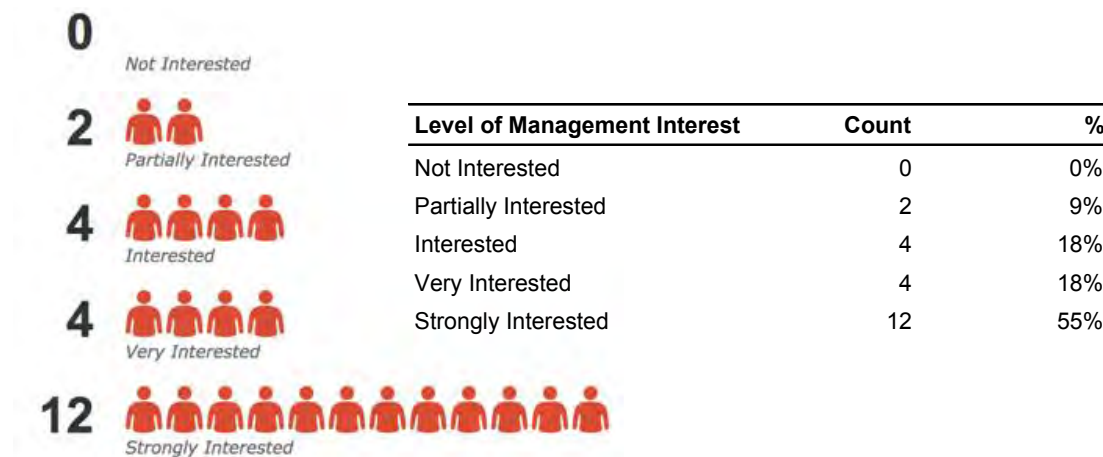 0
Not Interested
2
Partially Interested
4
Interested
4
Very Interested
12
Strongly Interested
Level of Management Interest Count %
Not Interested 0 0%
Partially Interested 2 9%
Interested 4 18%
Very Interested 4 18%
Strongly Interested 12 55%